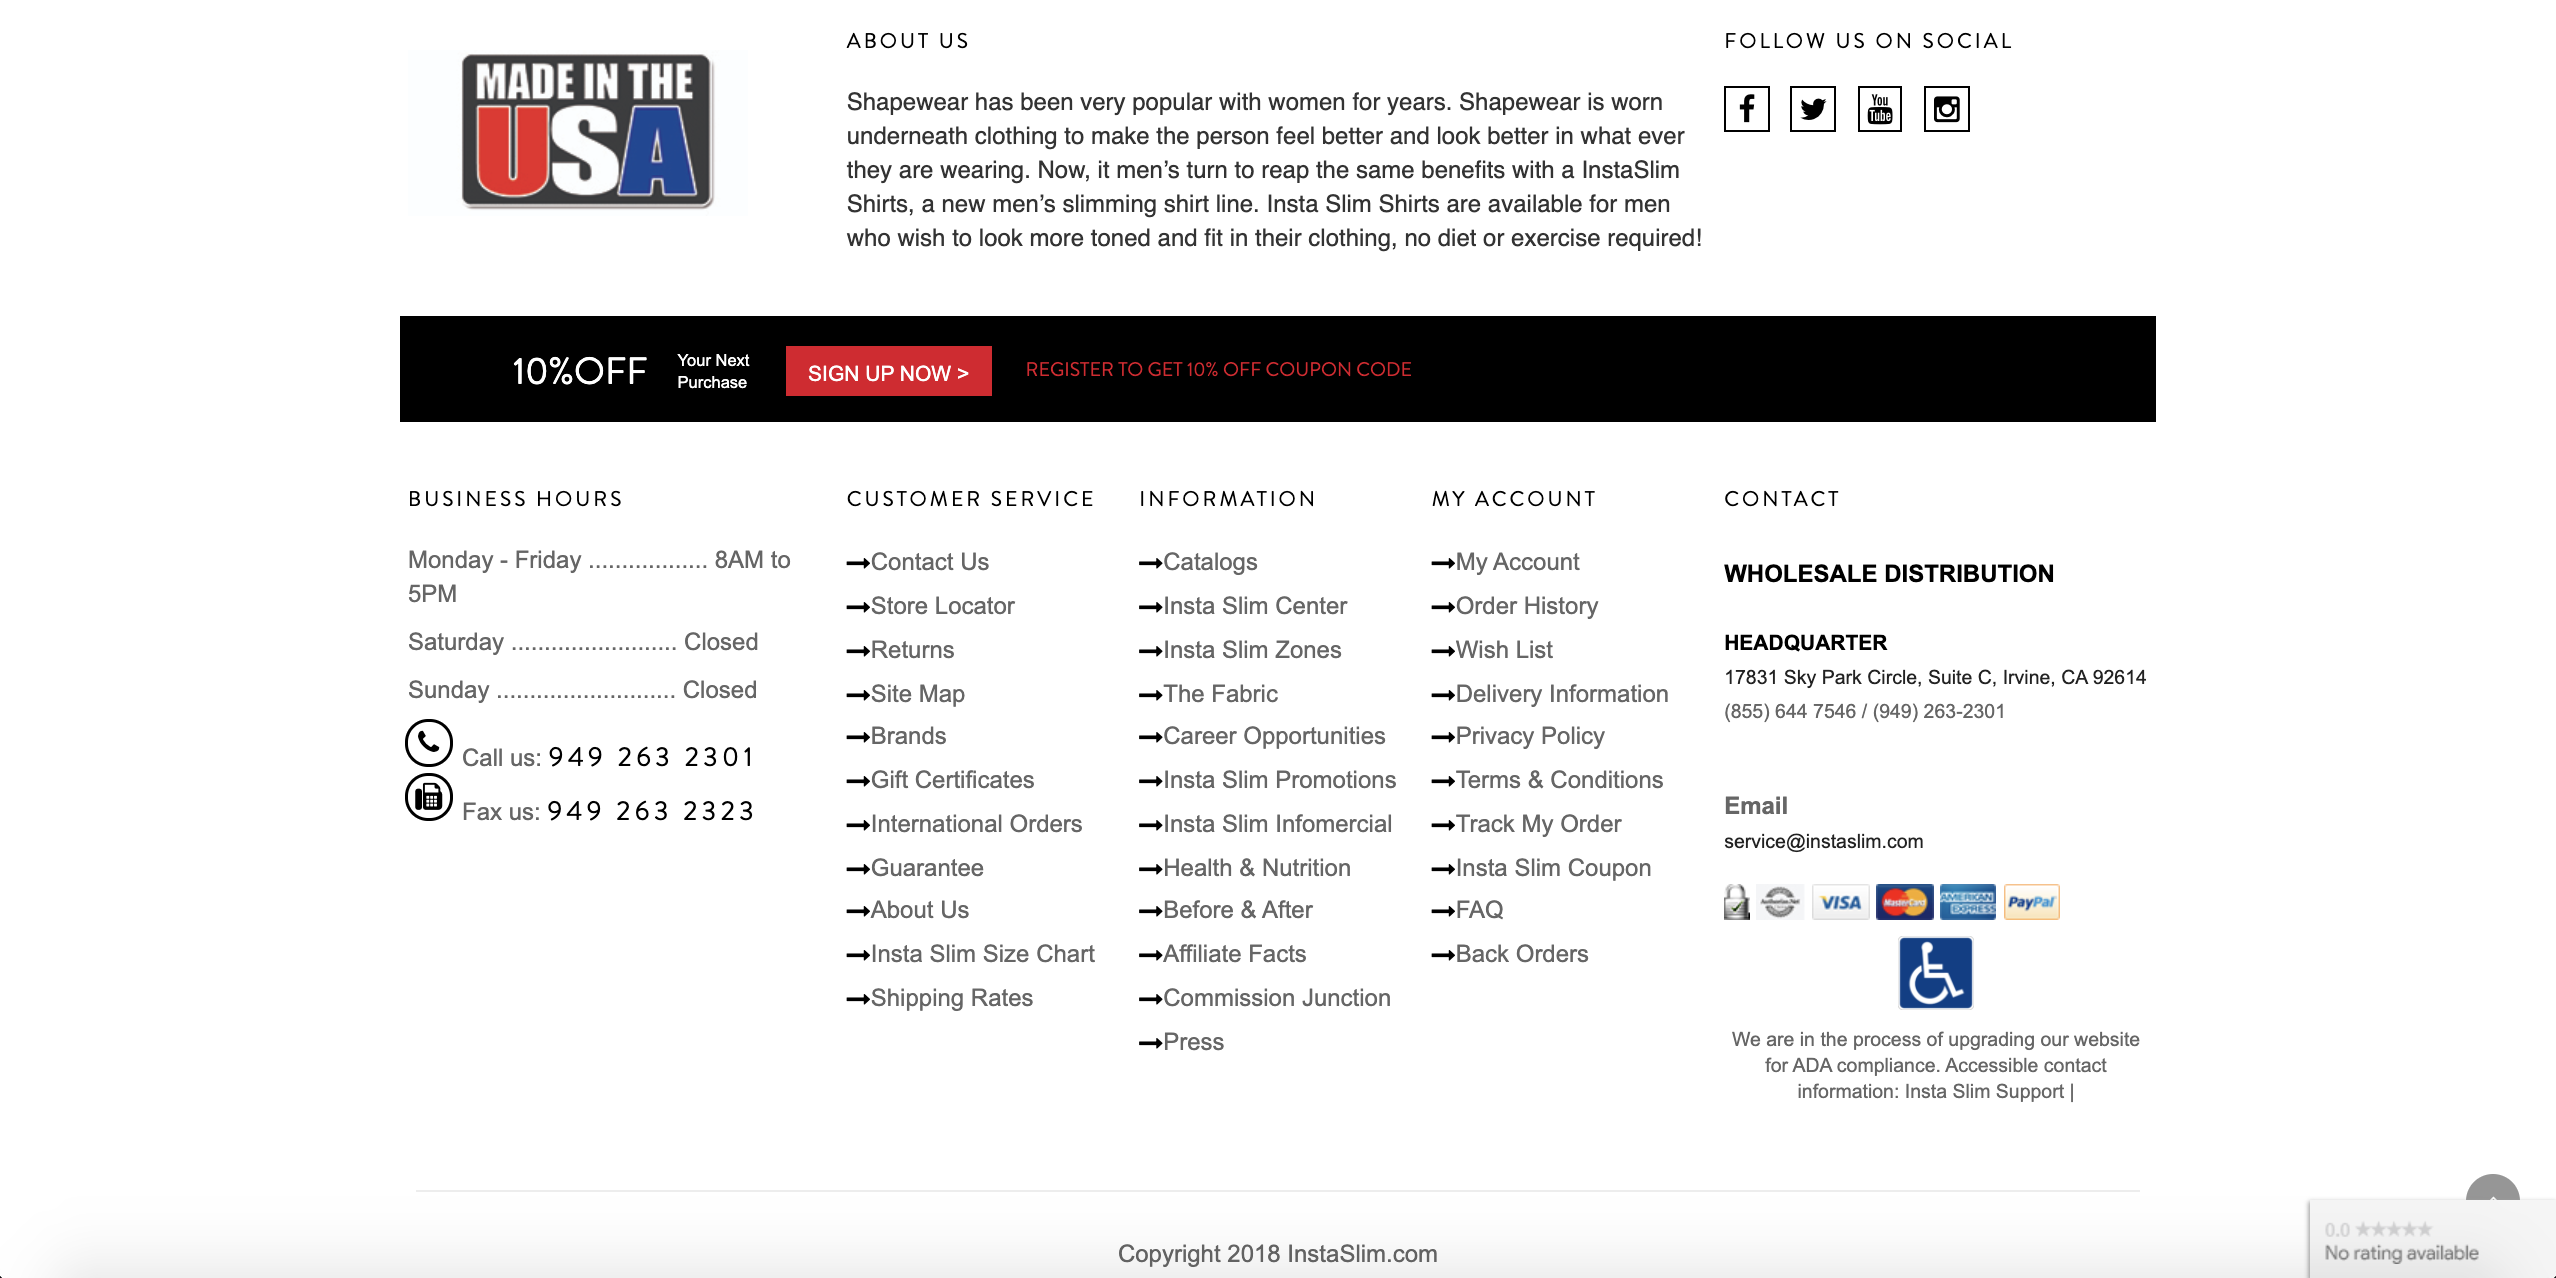 MADE IN THE
USA
ABOUT US
Shapewear has been very popular with women for years. Shapewear is worn
underneath clothing to make the person feel better and look better in what ever
they are wearing. Now, it men’s turn to reap the same benefits with a InstaSlim
Shirts, a new men’s slimming shirt line. Insta Slim Shirts are available for men
who wish to look more toned and fit in their clothing, no diet or exercise required!
FOLLOW US ON SOCIAL
You
Tube
10%OFF
Your Next
Purchase
SIGN UP NOW >
REGISTER TO GET 10% OFF COUPON CODE
BUSINESS HOURS
Monday - Friday .................. 8AM to
5PM
Saturday ......................... Closed
Sunday ........................... Closed
Call us: 949 263 2301
Fax us: 949 263 2323
CUSTOMER SERVICE
Contact Us
Store Locator
Returns
Site Map
Brands
Gift Certificates
International Orders
Guarantee
About Us
Insta Slim Size Chart
Shipping Rates
INFORMATION
Catalogs
Insta Slim Center
Insta Slim Zones
The Fabric
Career Opportunities
Insta Slim Promotions
Insta Slim Infomercial
Health & Nutrition
Before & After
Affiliate Facts
Commission Junction
Press
MY ACCOUNT
My Account
Order History
Wish List
Delivery Information
Privacy Policy
Terms & Conditions
Track My Order
Insta Slim Coupon
FAQ
Back Orders
CONTACT
WHOLESALE DISTRIBUTION
HEADQUARTER
17831 Sky Park Circle, Suite C, Irvine, CA 92614
(855) 644 7546 / (949) 263-2301
Email
service@instaslim.com
Authorize.Net
VISA
MasterCard
AMERICAN
EXPRESS
PayPal
We are in the process of upgrading our website
for ADA compliance. Accessible contact
information: Insta Slim Support |
Copyright 2018 InstaSlim.com
0.0 ★★★★★
No rating available